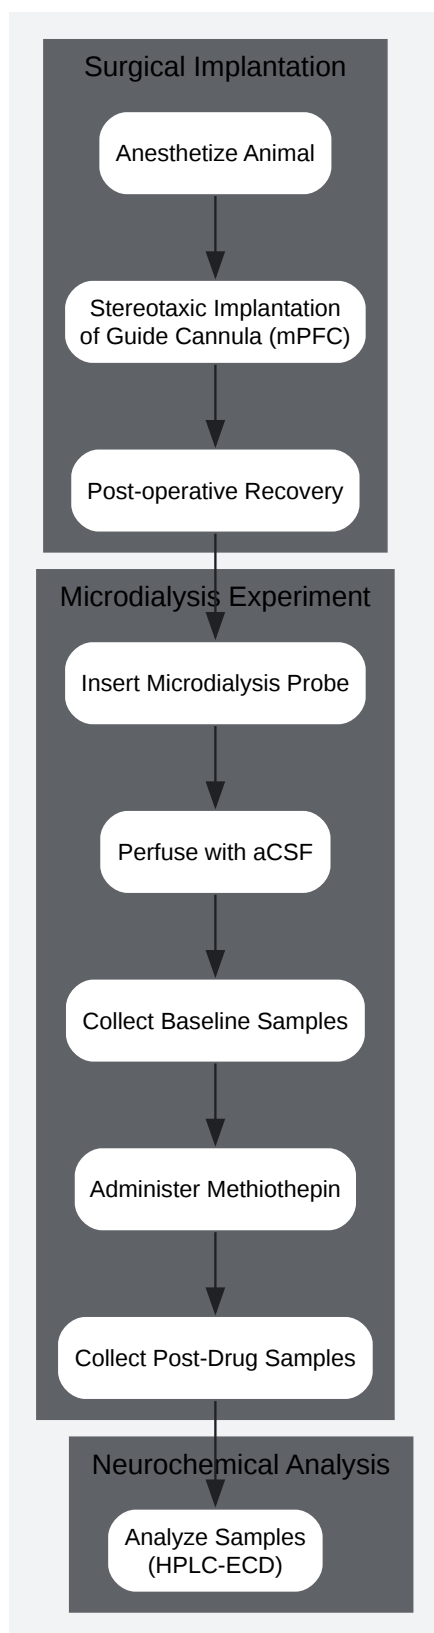 Surgical Implantation
Anesthetize Animal
Stereotaxic Implantation
of Guide Cannula (mPFC)
Post-operative Recovery
Microdialysis Experiment
Insert Microdialysis Probe
Perfuse with aCSF
Collect Baseline Samples
Administer Methiothepin
Collect Post-Drug Samples
Neurochemical Analysis
Analyze Samples
(HPLC-ECD)